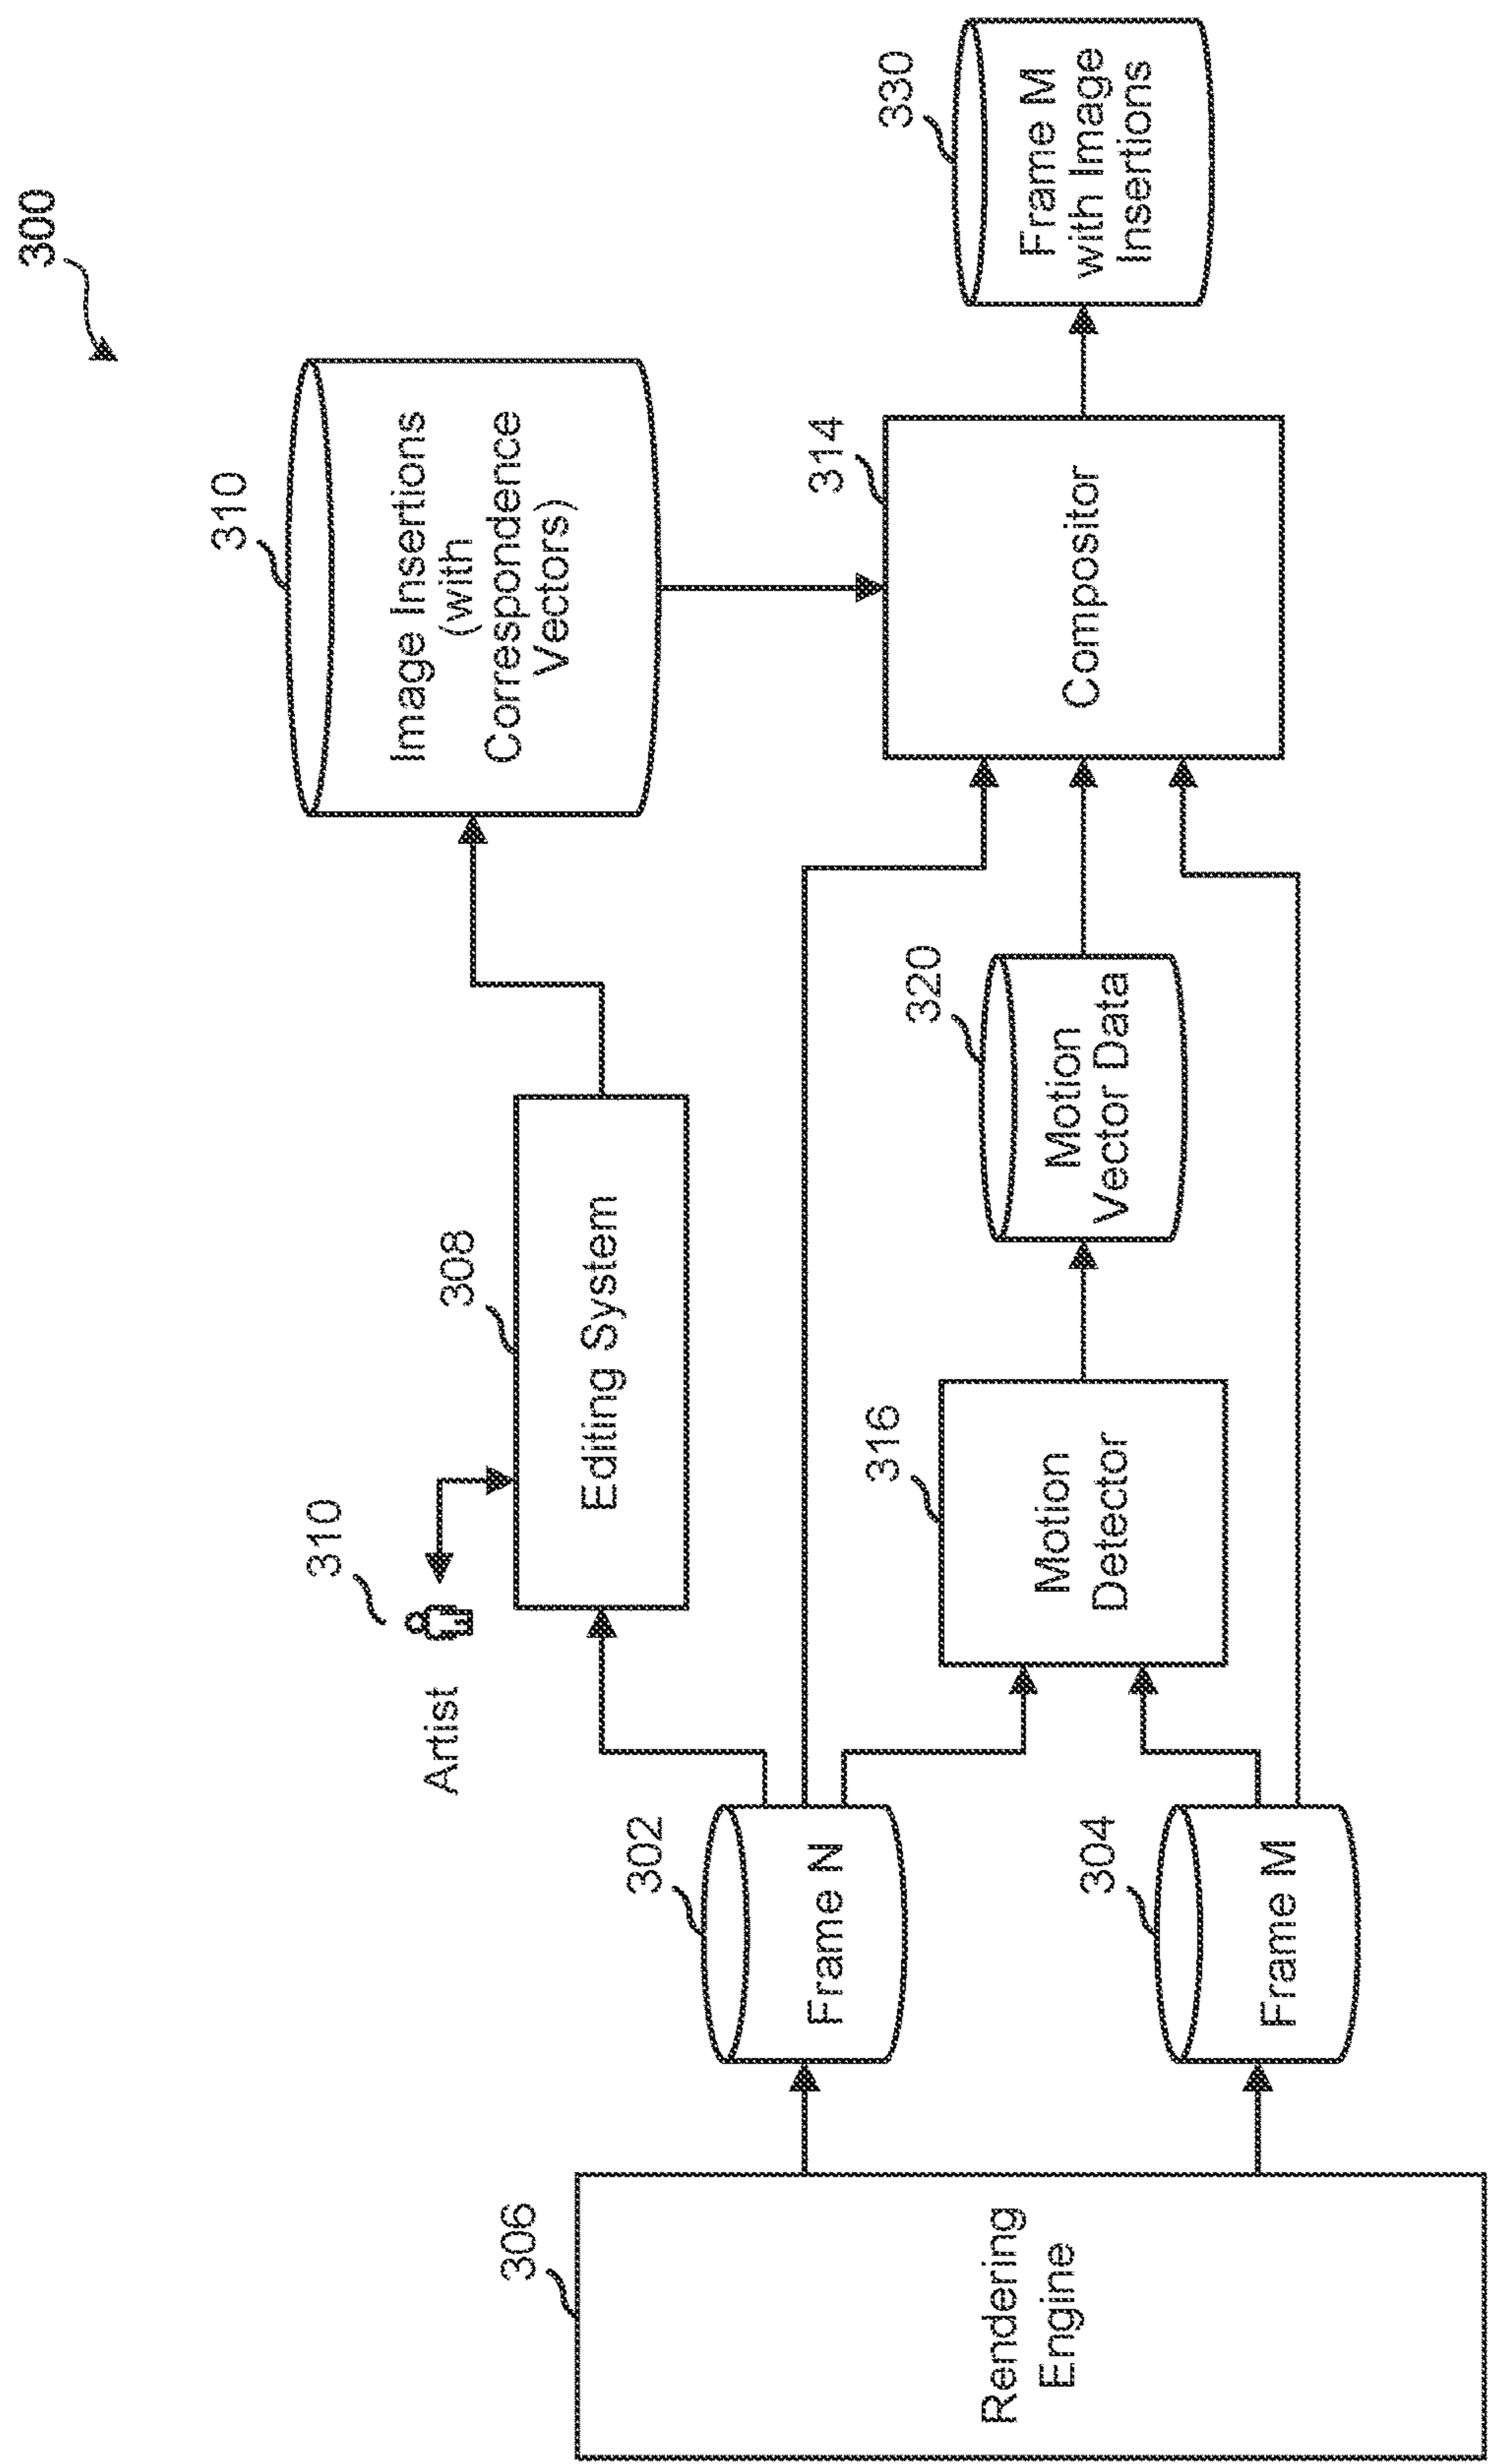 300
310
Image Insertions
(with
Correspondence
Vectors)
310
Artist
308
Editing System
306
Rendering
Engine
302
Frame N
304
Frame M
316
Motion
Detector
320
Motion
Vector Data
314
Compositor
330
Frame M
with Image
Insertions